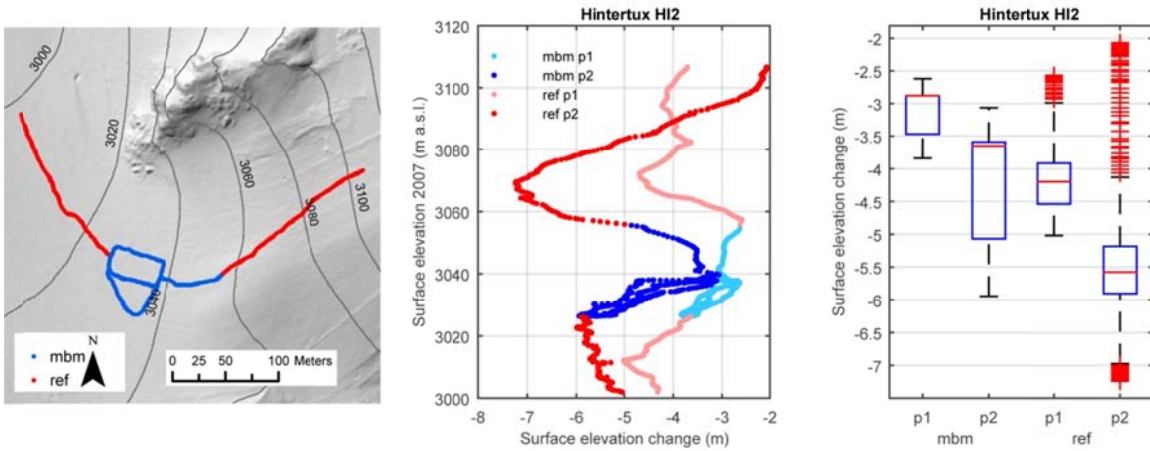 3000
3020
3040
3060
3080
3100
N
mbm
ref
0 25 50 100 Meters
Hintertux HI2
3120
3100
3080
3060
3040
3020
3000
Surface elevation 2007 (m a.s.l.)
mbm p1
mbm p2
ref p1
ref p2
-8 -7 -6 -5 -4 -3 -2
Surface elevation change (m)
Hintertux HI2
-2
-2.5
-3
-3.5
-4
-4.5
-5
-5.5
-6
-6.5
-7
Surface elevation change (m)
p1 p2 p1 p2
mbm ref